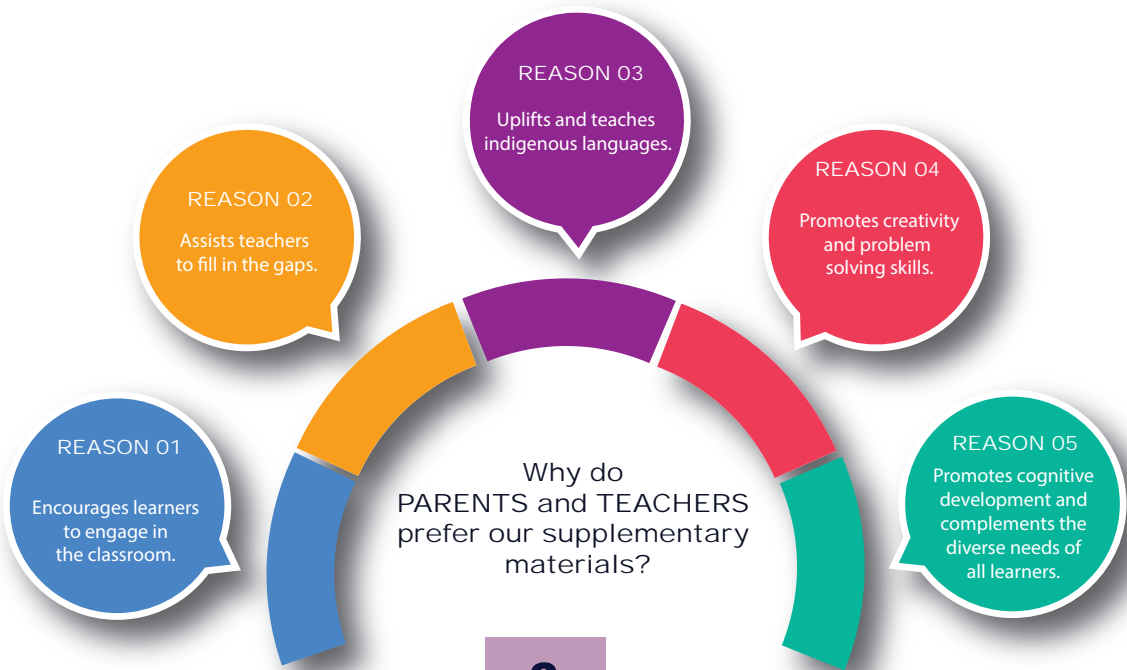 REASON 01
Encourages learners
to engage in
the classroom.
REASON 02
Assists teachers
to fill in the gaps.
REASON 03
Uplifts and teaches
indigenous languages.
REASON 04
Promotes creativity
and problem
solving skills.
REASON 05
Promotes cognitive
development and
complements the
diverse needs of
all learners.
Why do
PARENTS and TEACHERS
prefer our supplementary
materials?